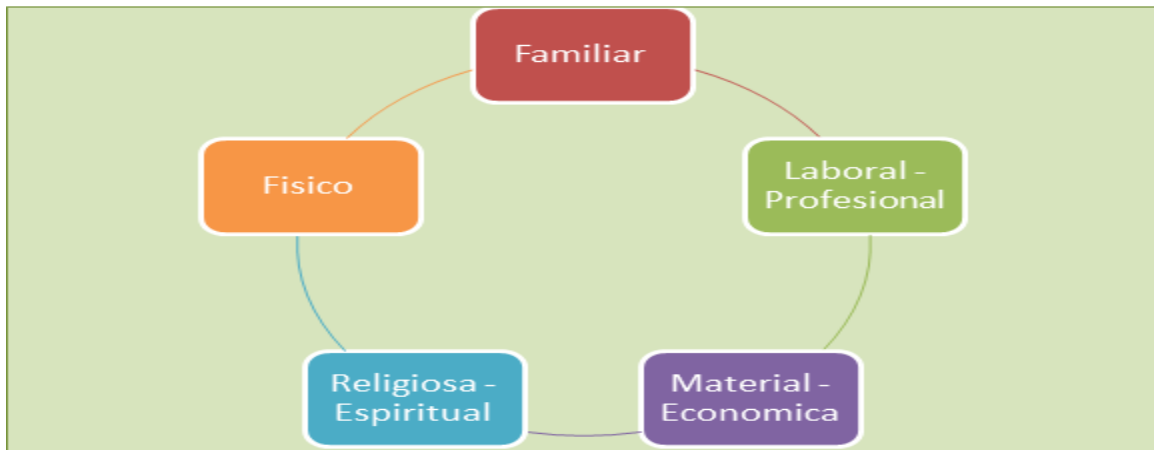 Familiar
Laboral -
Profesional
Material -
Economica
Religiosa -
Espiritual
Fisico